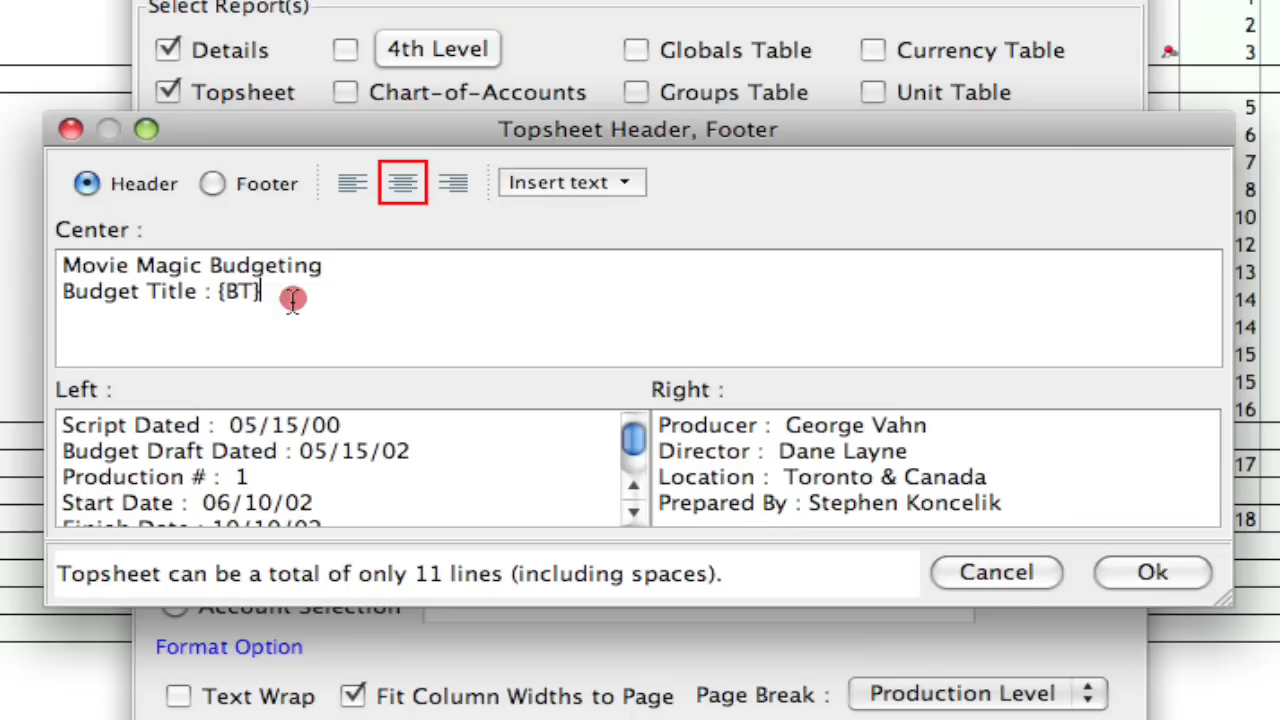 Select Report(s)
Details
4th Level
Globals Table
Currency Table
Topsheet
Chart-of-Accounts
Groups Table
Unit Table
1
2
3
5
6
7
8
10
12
13
14
14
15
15
16
17
18
Topsheet Header, Footer
Header
Footer
Insert text
Center :
Movie Magic Budgeting
Budget Title : {BT}
Left :
Script Dated : 05/15/00
Budget Draft Dated : 05/15/02
Production # : 1
Start Date : 06/10/02
Finish Date : 10/10/02
Right :
Producer : George Vahn
Director : Dane Layne
Location : Toronto & Canada
Prepared By : Stephen Koncelik
Topsheet can be a total of only 11 lines (including spaces).
Cancel
Ok
Account Selection
Format Option
Text Wrap
Fit Column Widths to Page
Page Break :
Production Level